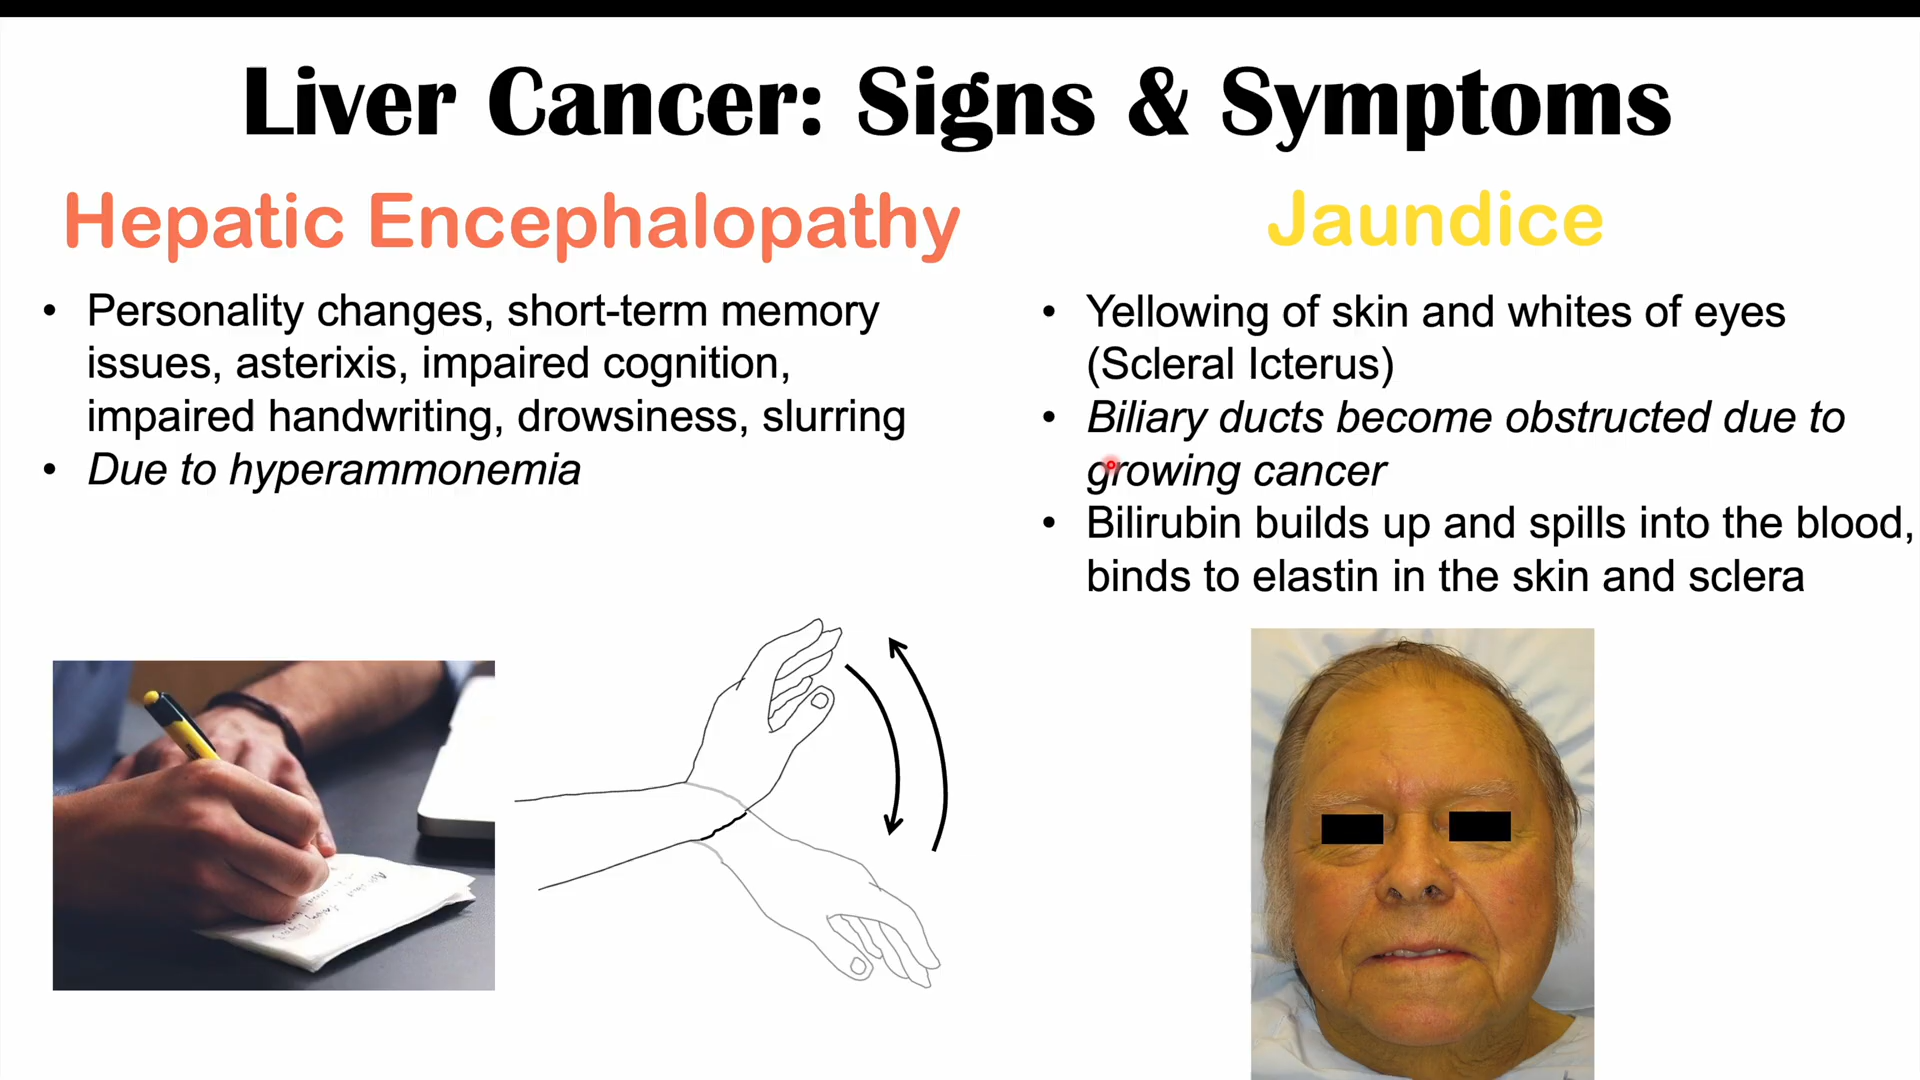 Liver Cancer: Signs & Symptoms
Hepatic Encephalopathy
• Personality changes, short-term memory
issues, asterixis, impaired cognition,
impaired handwriting, drowsiness, slurring
• Due to hyperammonemia
Jaundice
• Yellowing of skin and whites of eyes
(Scleral Icterus)
• Biliary ducts become obstructed due to
growing cancer
• Bilirubin builds up and spills into the blood,
binds to elastin in the skin and sclera